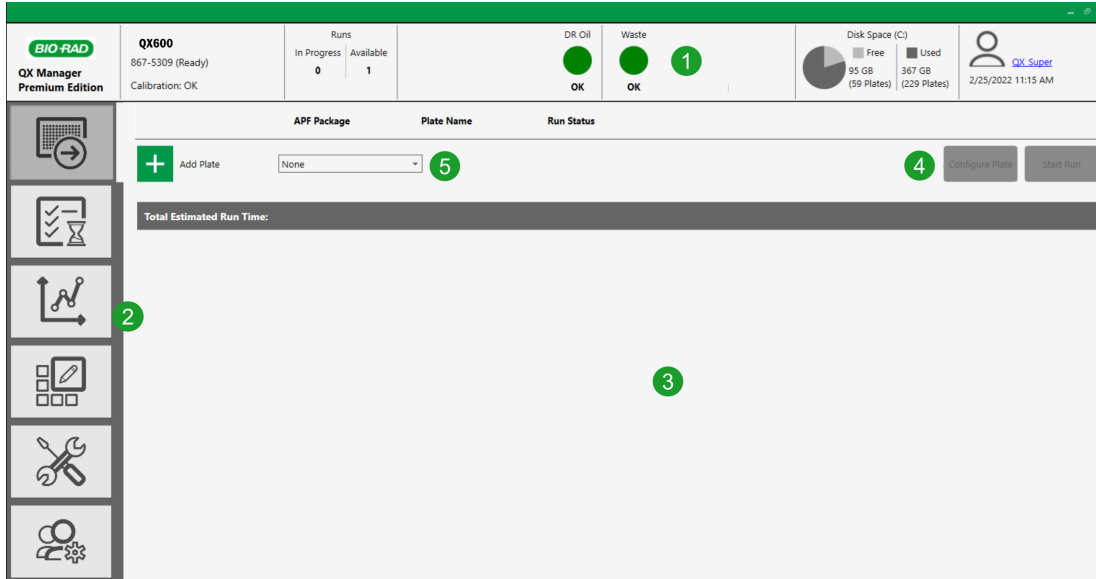 BIO-RAD
QX Manager
Premium Edition
QX600
867-5309 (Ready)
Calibration: OK
Runs
In Progress Available
0 1
DR Oil
OK
Waste
OK
1
Disk Space (C:)
Free Used
95 GB 367 GB
(59 Plates) (229 Plates)
QX Super
2/25/2022 11:15 AM
APF Package Plate Name Run Status
Add Plate None 5 4 Configure Plate Start Run
Total Estimated Run Time:
2
3